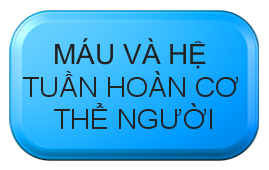 MÁU VÀ HỆ
TUẦN HOÀN CƠ
THỂ NGƯỜI